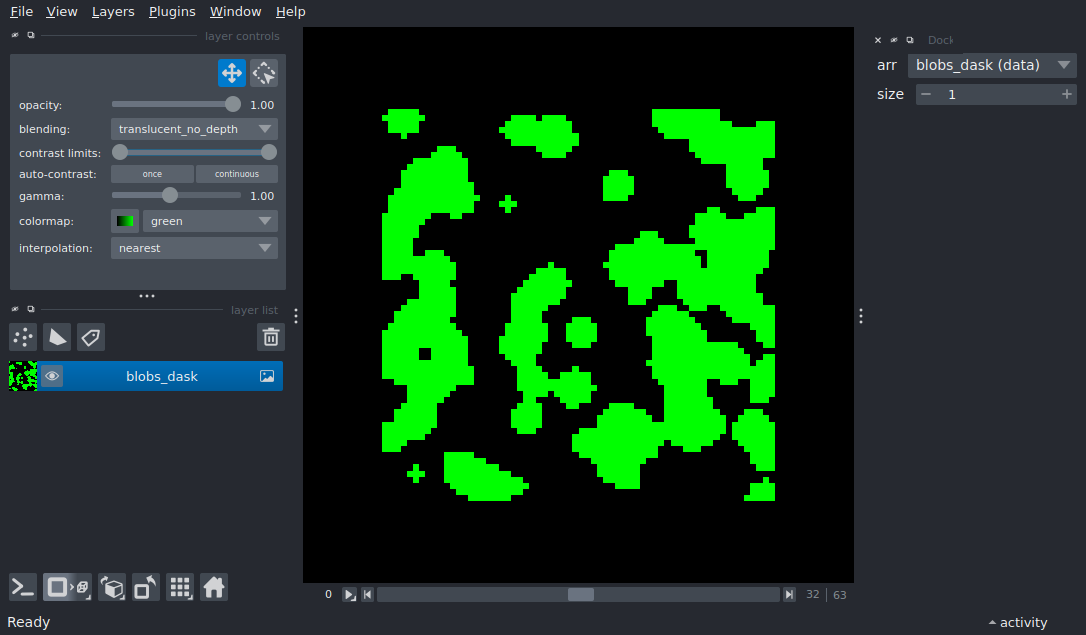 File View Layers Plugins Window Help
layer controls
opacity: 1.00
blending: translucent_no_depth
contrast limits:
auto-contrast: once continuous
gamma: 1.00
colormap: green
interpolation: nearest
layer list
blobs_dask
Dock
arr blobs_dask (data)
size 1
0 32 63
Ready
activity